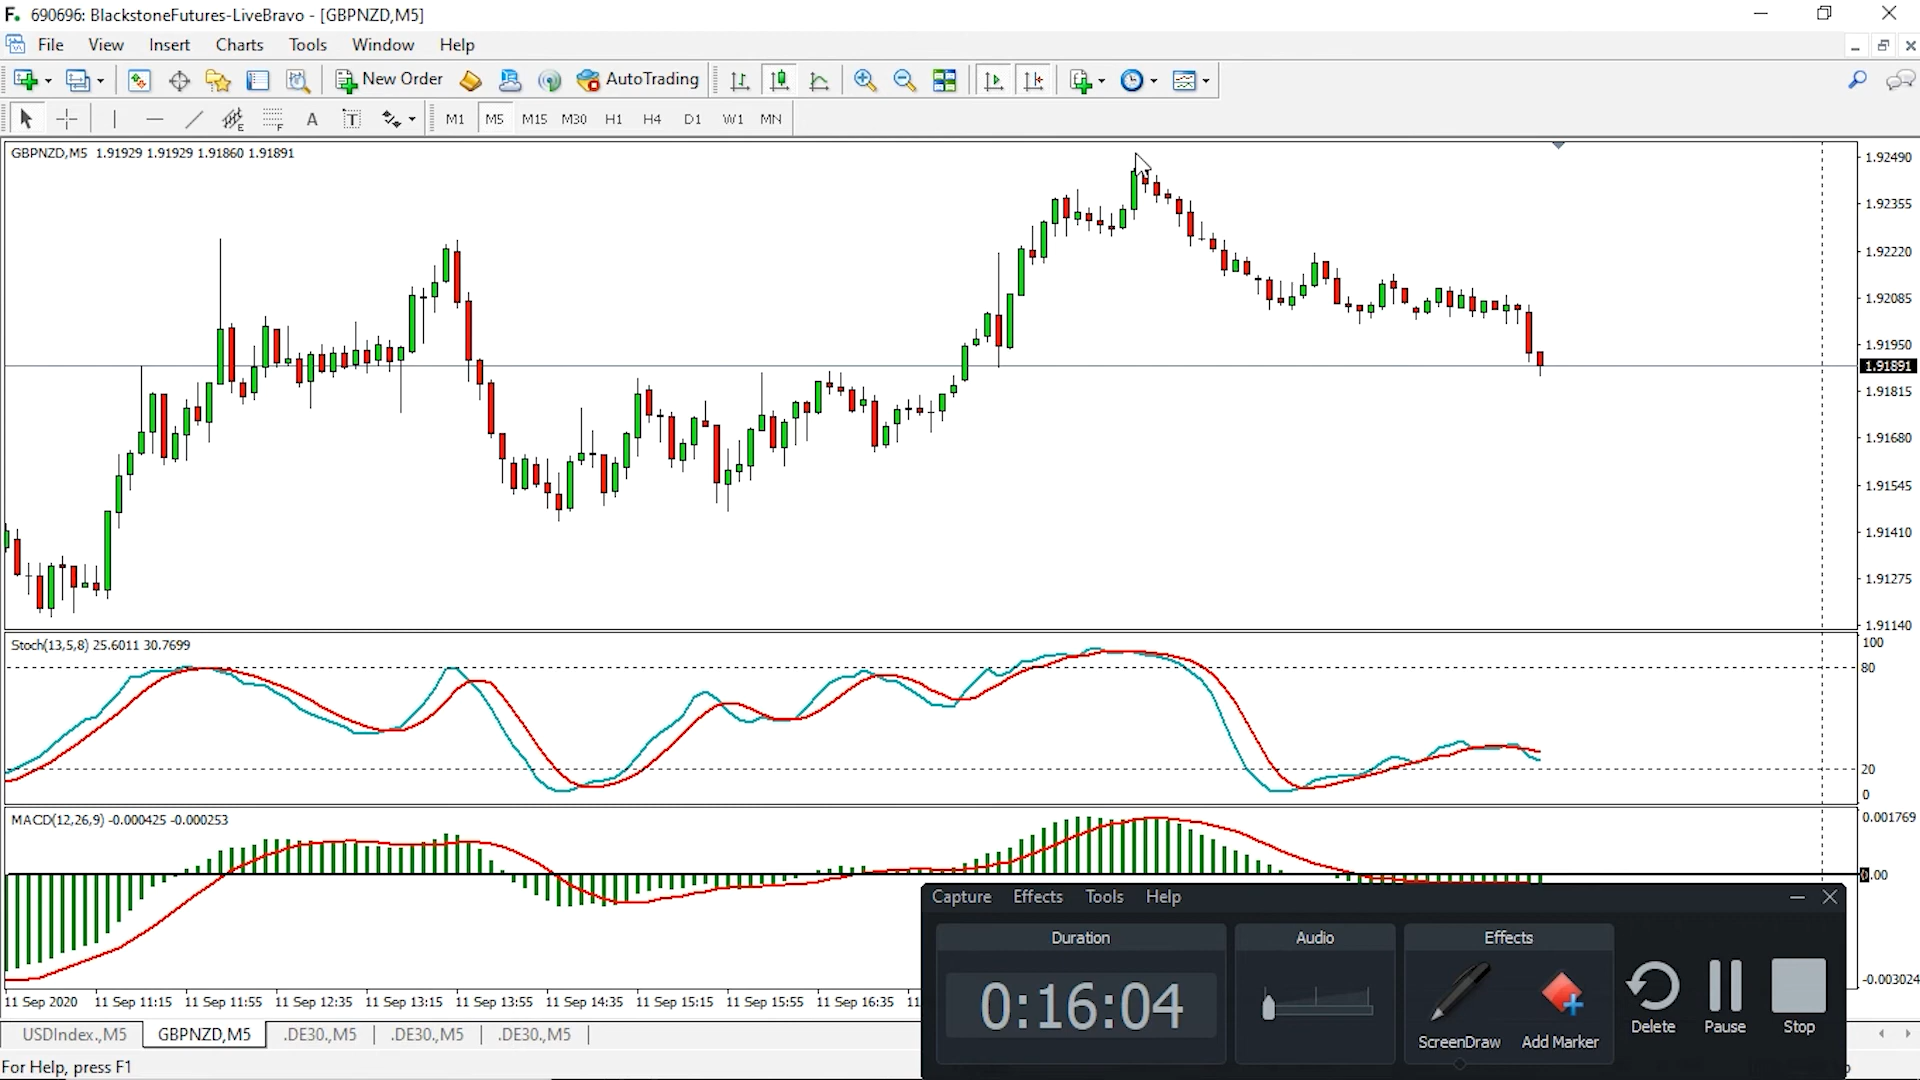 690696: BlackstoneFutures-LiveBravo - [GBPNZD,M5]
File View Insert Charts Tools Window Help
New Order AutoTrading
A T M1 M5 M15 M30 H1 H4 D1 W1 MN
GBPNZD,M5 1.91929 1.91929 1.91860 1.91891
1.92490
1.92355
1.92220
1.92085
1.91950
1.91891
1.91815
1.91680
1.91545
1.91410
1.91275
1.91140
Stoch(13,5,8) 25.6011 30.7699
100
80
20
0
MACD(12,26,9) -0.000425 -0.000253
0.001769
0.00
-0.003024
11 Sep 2020 11 Sep 11:15 11 Sep 11:55 11 Sep 12:35 11 Sep 13:15 11 Sep 13:55 11 Sep 14:35 11 Sep 15:15 11 Sep 15:55 11 Sep 16:35 11
Capture Effects Tools Help
Duration Audio Effects
0:16:04
ScreenDraw Add Marker Delete Pause Stop
USDIndex.,M5 GBPNZD,M5 .DE30.,M5 .DE30.,M5 .DE30.,M5
For Help, press F1